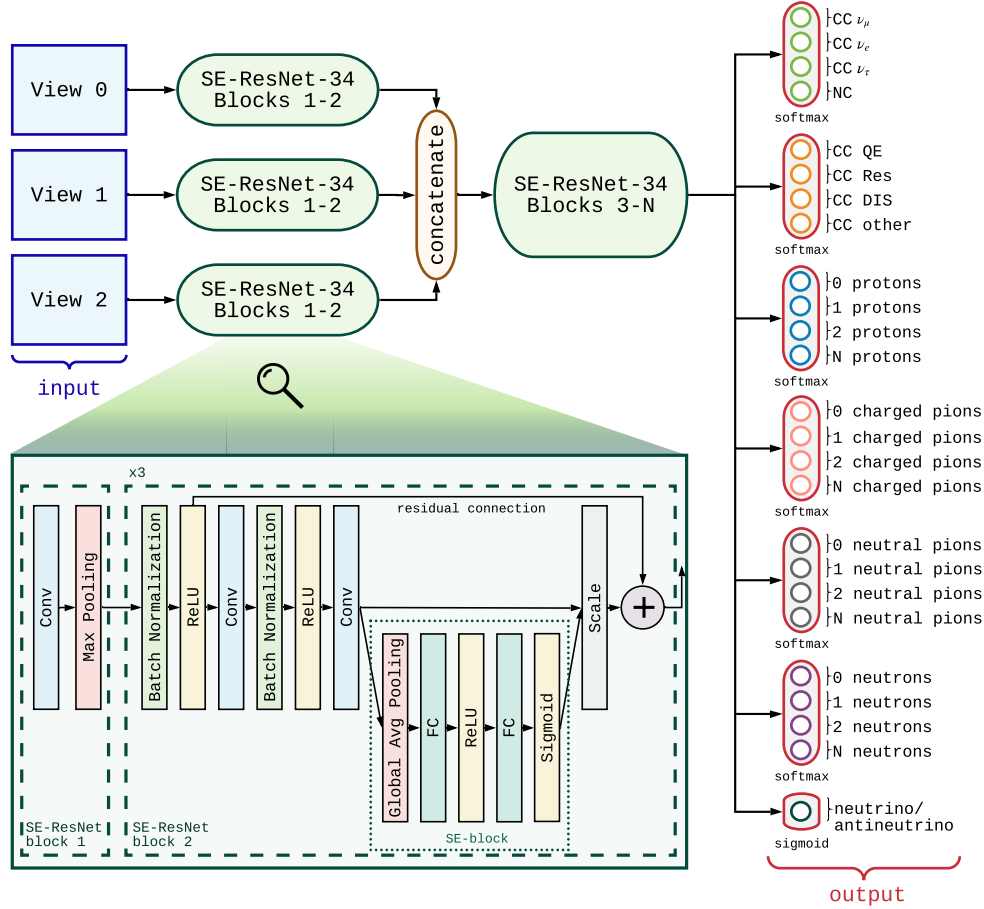 View 0
SE-ResNet-34
Blocks 1-2
View 1
SE-ResNet-34
Blocks 1-2
View 2
SE-ResNet-34
Blocks 1-2
input
concatenate
SE-ResNet-34
Blocks 3-N
CC νμ
CC νe
CC ντ
NC
softmax
CC QE
CC Res
CC DIS
CC other
softmax
0 protons
1 protons
2 protons
N protons
softmax
0 charged pions
1 charged pions
2 charged pions
N charged pions
softmax
0 neutral pions
1 neutral pions
2 neutral pions
N neutral pions
softmax
0 neutrons
1 neutrons
2 neutrons
N neutrons
softmax
neutrino/
antineutrino
sigmoid
output
x3
residual connection
Conv
Max Pooling
Batch Normalization
ReLU
Conv
Batch Normalization
ReLU
Conv
Global Avg Pooling
FC
ReLU
FC
Sigmoid
Scale
+
SE-ResNet
block 1
SE-ResNet
block 2
SE-block